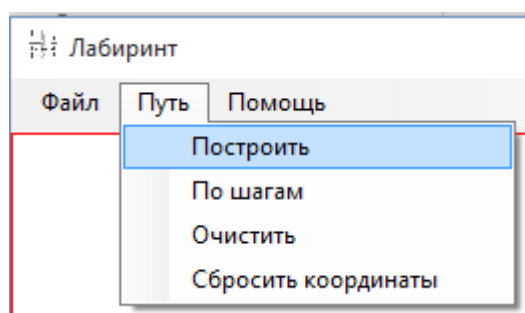 Лабиринт
Файл Путь Помощь
Построить
По шагам
Очистить
Сбросить координаты